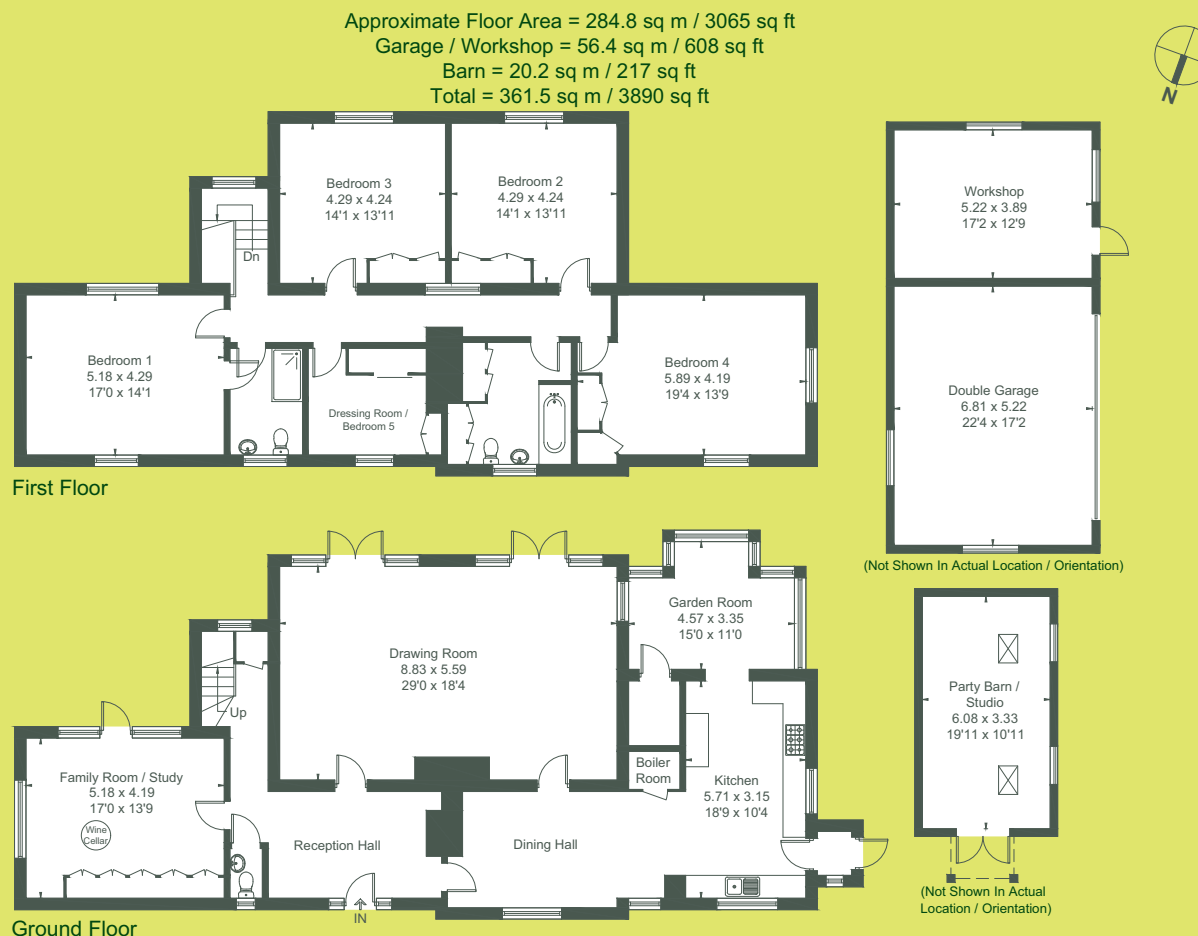 Approximate Floor Area = 284.8 sq m / 3065 sq ft
Garage / Workshop = 56.4 sq m / 608 sq ft
Barn = 20.2 sq m / 217 sq ft
Total = 361.5 sq m / 3890 sq ft
N
Bedroom 3
4.29 x 4.24
14'1 x 13'11
Bedroom 2
4.29 x 4.24
14'1 x 13'11
Dn
Bedroom 1
5.18 x 4.29
17'0 x 14'1
Dressing Room /
Bedroom 5
Bedroom 4
5.89 x 4.19
19'4 x 13'9
First Floor
Workshop
5.22 x 3.89
17'2 x 12'9
Double Garage
6.81 x 5.22
22'4 x 17'2
(Not Shown In Actual Location / Orientation)
Garden Room
4.57 x 3.35
15'0 x 11'0
Drawing Room
8.83 x 5.59
29'0 x 18'4
Up
Family Room / Study
5.18 x 4.19
17'0 x 13'9
Wine
Cellar
Boiler
Room
Kitchen
5.71 x 3.15
18'9 x 10'4
Reception Hall
Dining Hall
IN
Ground Floor
Party Barn /
Studio
6.08 x 3.33
19'11 x 10'11
(Not Shown In Actual
Location / Orientation)